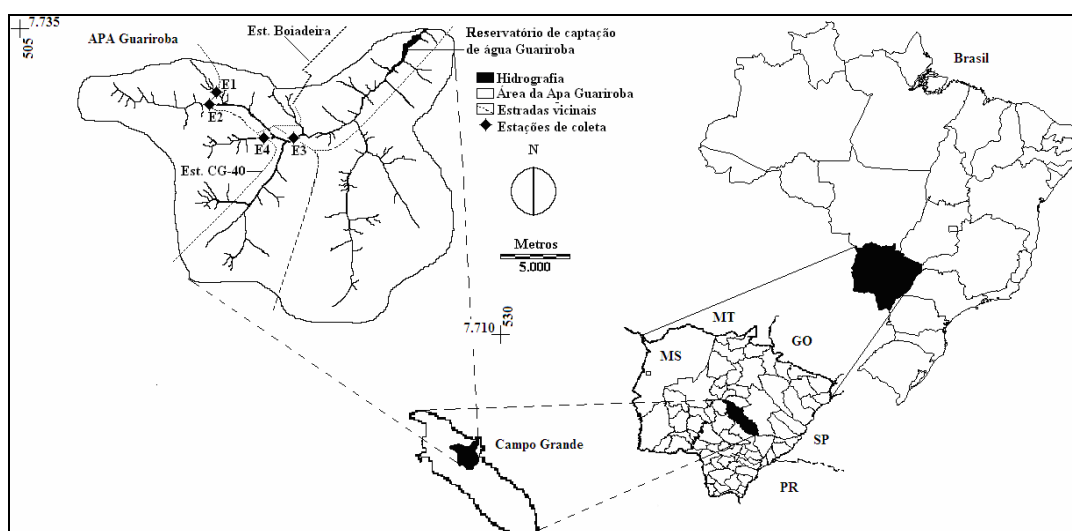 7.735
505
APA Guariroba
Est. Boiadeira
Reservatório de captação
de água Guariroba
Hidrografia
Área da Apa Guariroba
Estradas vicinais
Estações de coleta
E1
E2
E4
E3
Est. CG-40
N
Metros
5.000
7.710
530
Brasil
MT
GO
MS
SP
PR
Campo Grande